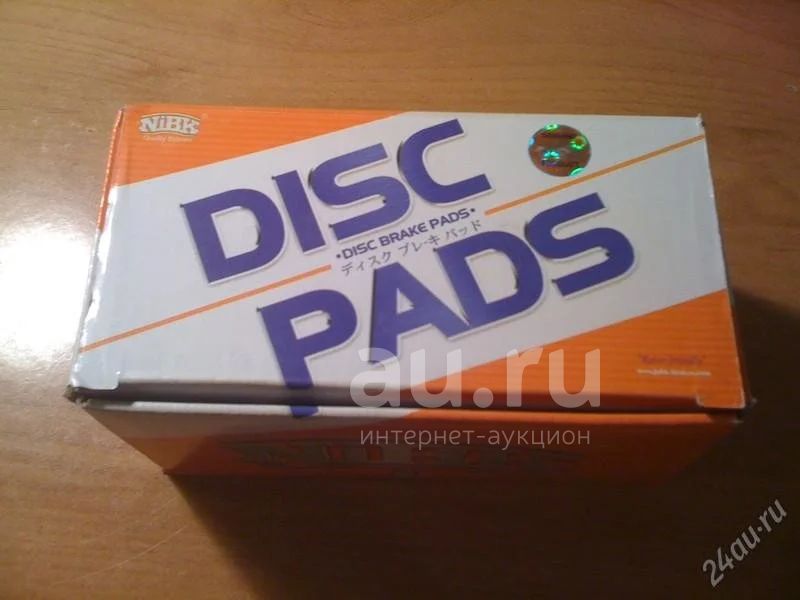 NiBK
DISC
•DISC BRAKE PADS•
ディスク ブレーキ パッド
PADS
au.ru
интернет-аукцион
24au.ru